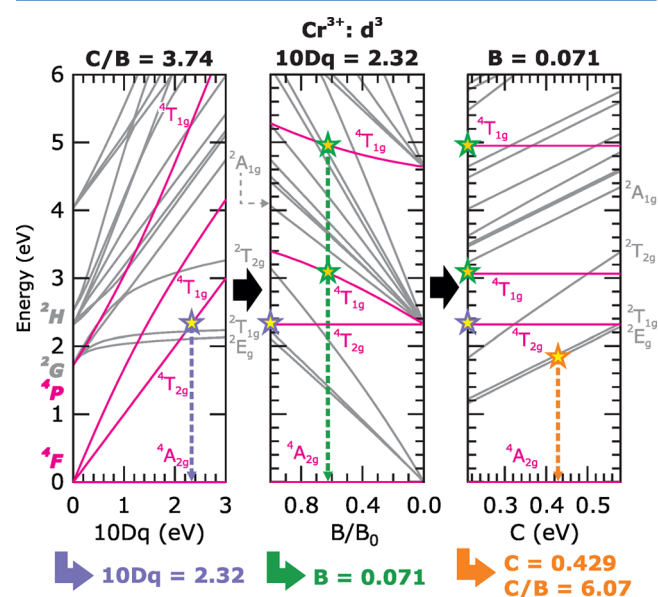 Cr³⁺: d³
C/B = 3.74
10Dq = 2.32
B = 0.071
Energy (eV)
6
5
4
3
2
1
0
²H
²G
⁴P
⁴F
⁴T₁g
⁴T₁g
⁴T₂g
⁴A₂g
0 1 2 3
10Dq (eV)
²A₁g
²T₂g
²T₁g
²Eg
⁴T₁g
⁴T₁g
⁴T₂g
⁴A₂g
1.0 0.8 0.6 0.4 0.2 0.0
B/B₀
⁴T₁g
²A₁g
²T₂g
⁴T₁g
²T₁g
²Eg
⁴T₂g
⁴A₂g
0.3 0.4 0.5
C (eV)
10Dq = 2.32
B = 0.071
C = 0.429
C/B = 6.07